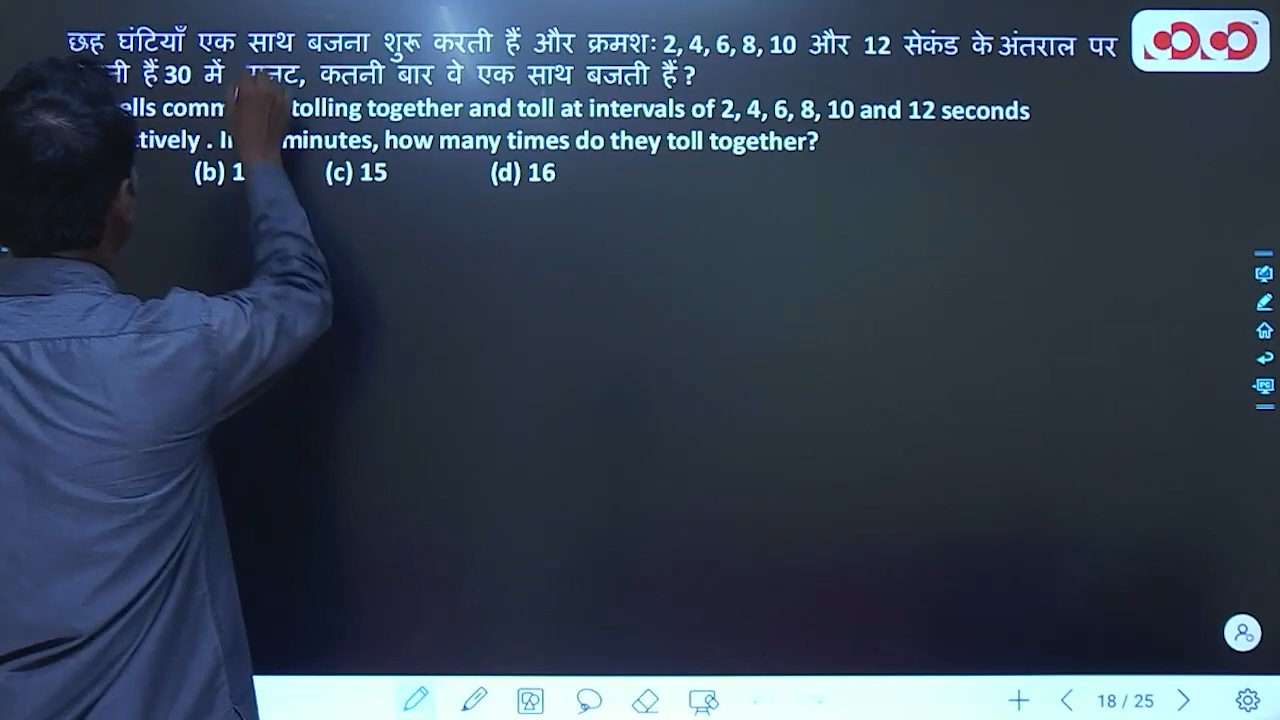 छह घंटियाँ एक साथ बजना शुरू करती हैं और क्रमशः 2, 4, 6, 8, 10 और 12 सेकंड के अंतराल पर
हैं 30 में कतनी बार वे एक साथ बजती हैं ?
tolling together and toll at intervals of 2, 4, 6, 8, 10 and 12 seconds
minutes, how many times do they toll together?
(b) (c) 15 (d) 16
PC
18 / 25